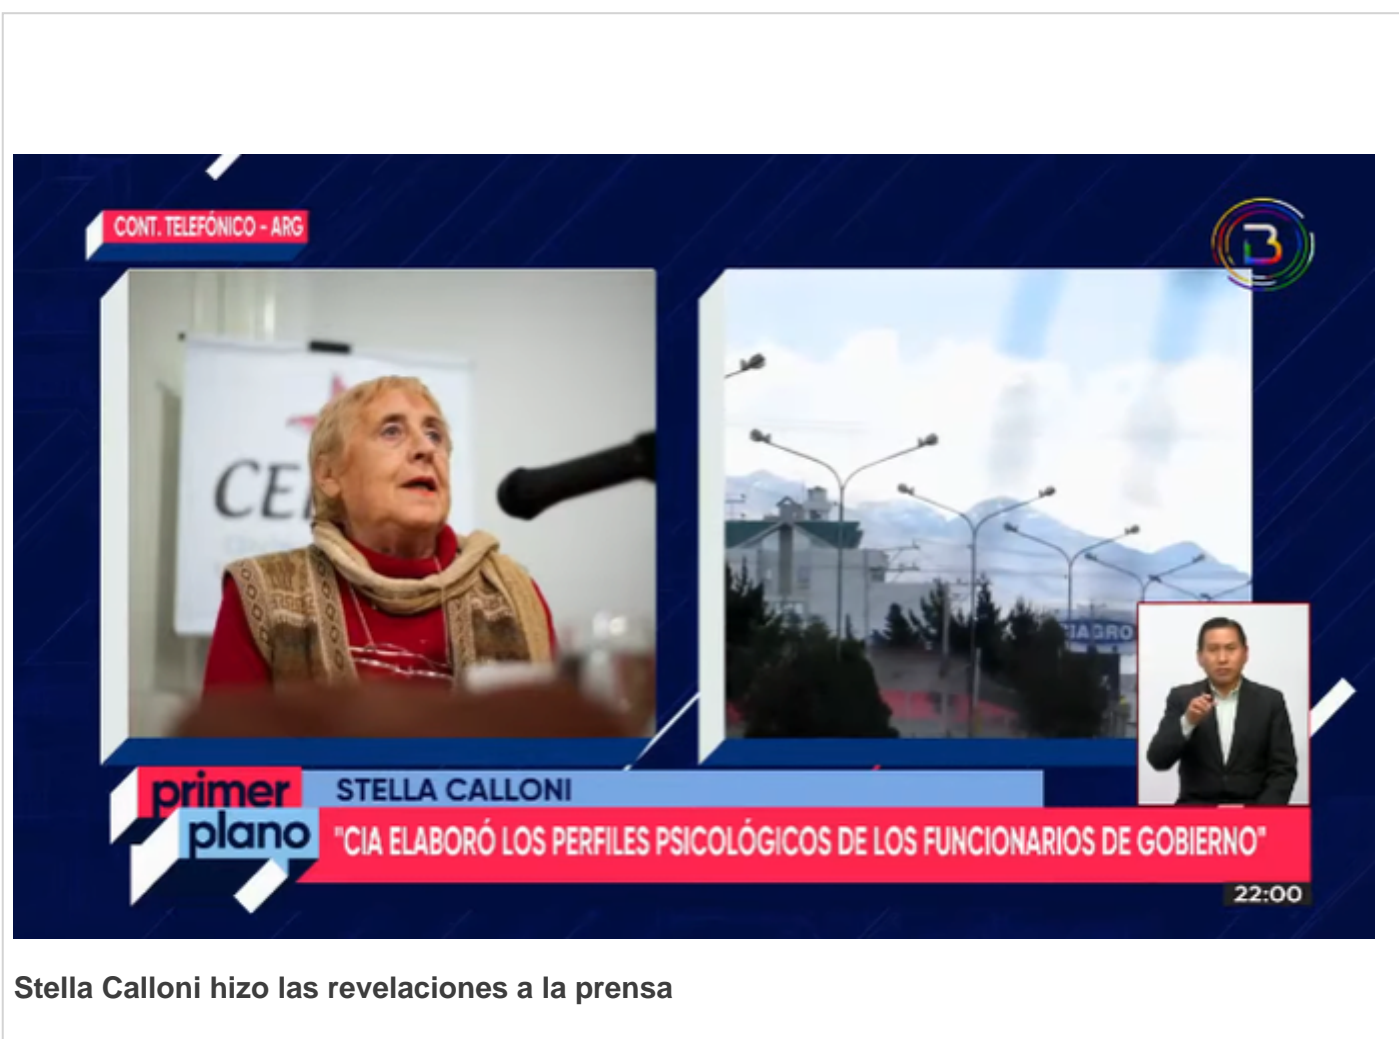 CONT. TELEFÓNICO - ARG
B
CE
IAGRO
primer
plano
STELLA CALLONI
"CIA ELABORÓ LOS PERFILES PSICOLÓGICOS DE LOS FUNCIONARIOS DE GOBIERNO"
22:00
Stella Calloni hizo las revelaciones a la prensa